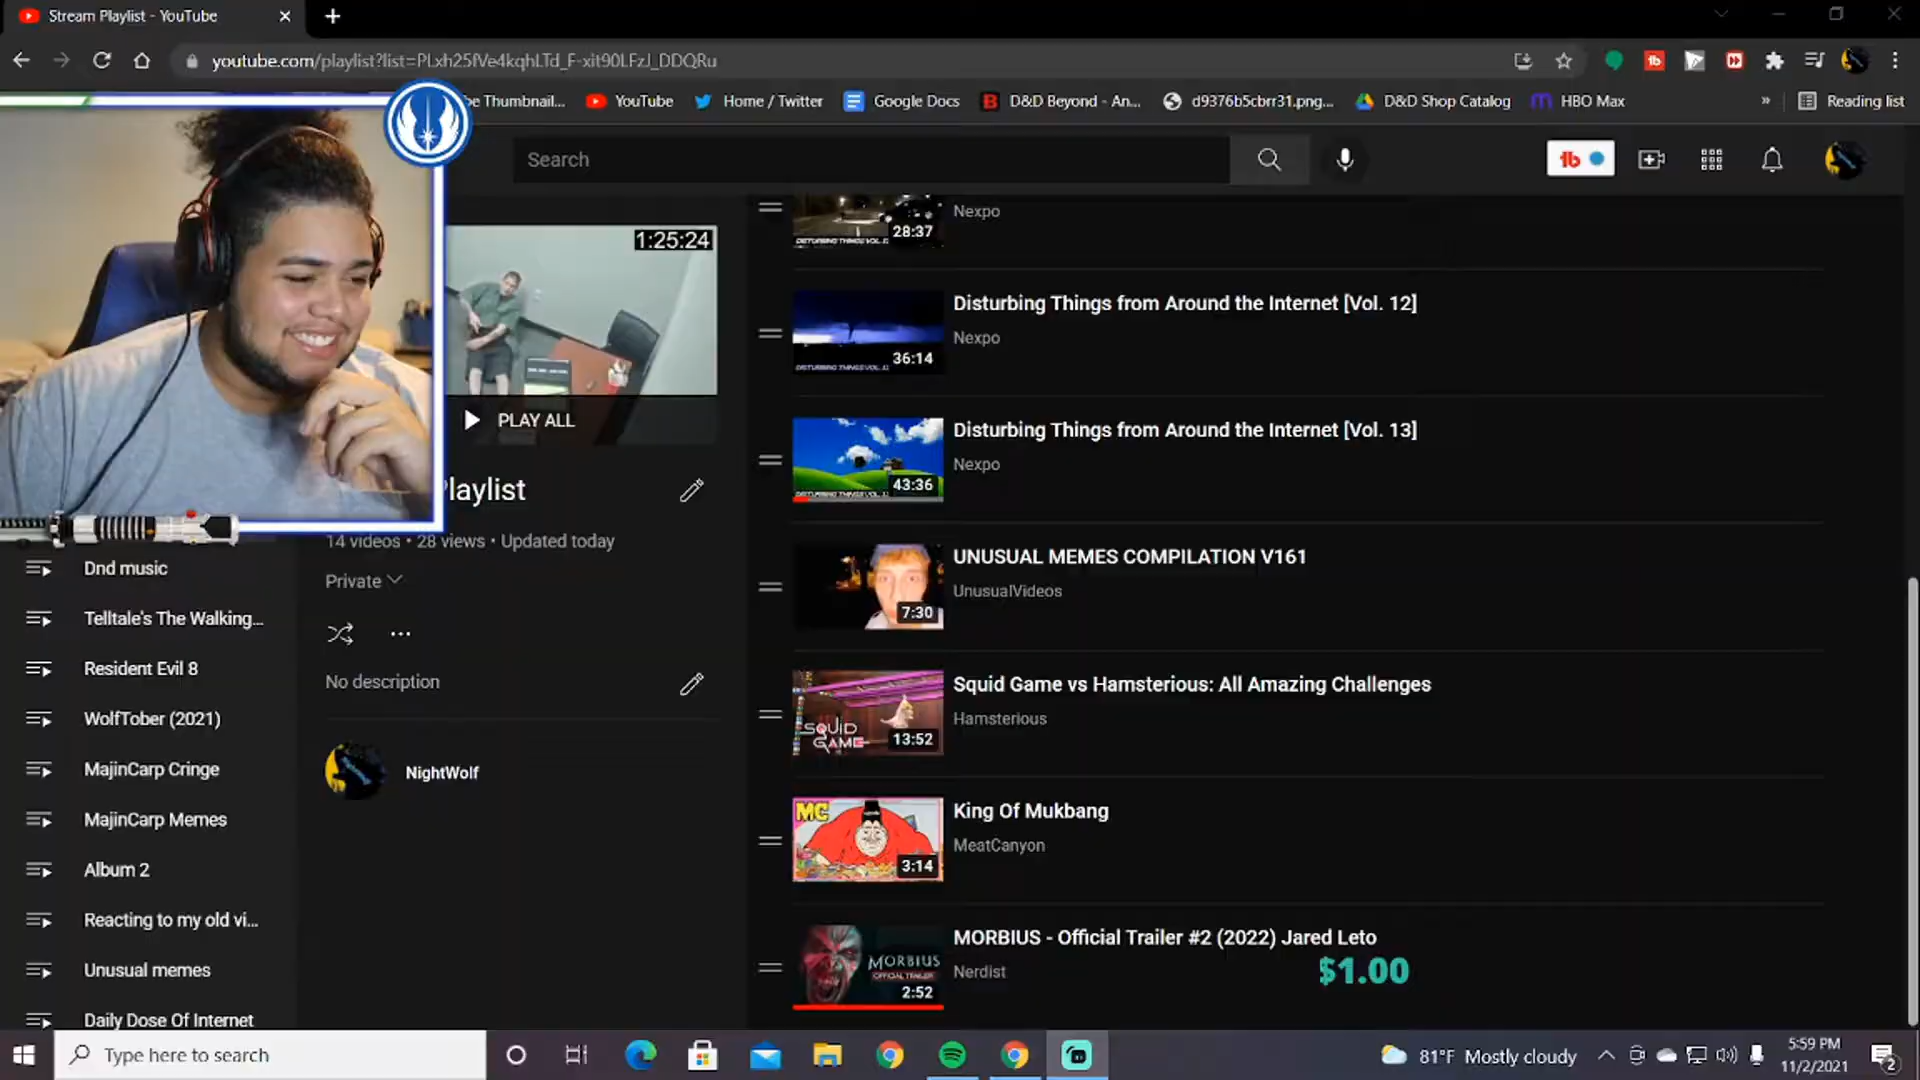 Stream Playlist - YouTube
youtube.com/playlist?list=PLxh25fVe4kqhLTd_F-xit90LFzJ_DDQRu
be Thumbnail...
YouTube
Home / Twitter
Google Docs
D&D Beyond - An...
d9376b5cbrr31.png...
D&D Shop Catalog
HBO Max
»
Reading list
Search
1:25:24
PLAY ALL
laylist
14 videos • 28 views • Updated today
Private
No description
NightWolf
Dnd music
Telltale's The Walking...
Resident Evil 8
WolfTober (2021)
MajinCarp Cringe
MajinCarp Memes
Album 2
Reacting to my old vi...
Unusual memes
Daily Dose Of Internet
Nexpo
28:37
Disturbing Things from Around the Internet [Vol. 12]
Nexpo
36:14
Disturbing Things from Around the Internet [Vol. 13]
Nexpo
43:36
UNUSUAL MEMES COMPILATION V161
UnusualVideos
7:30
Squid Game vs Hamsterious: All Amazing Challenges
Hamsterious
SQUID
GAME
13:52
King Of Mukbang
MeatCanyon
MC
3:14
MORBIUS - Official Trailer #2 (2022) Jared Leto
Nerdist
MORBIUS
OFFICIAL TRAILER
2:52
$1.00
Type here to search
81°F Mostly cloudy
5:59 PM
11/2/2021
2